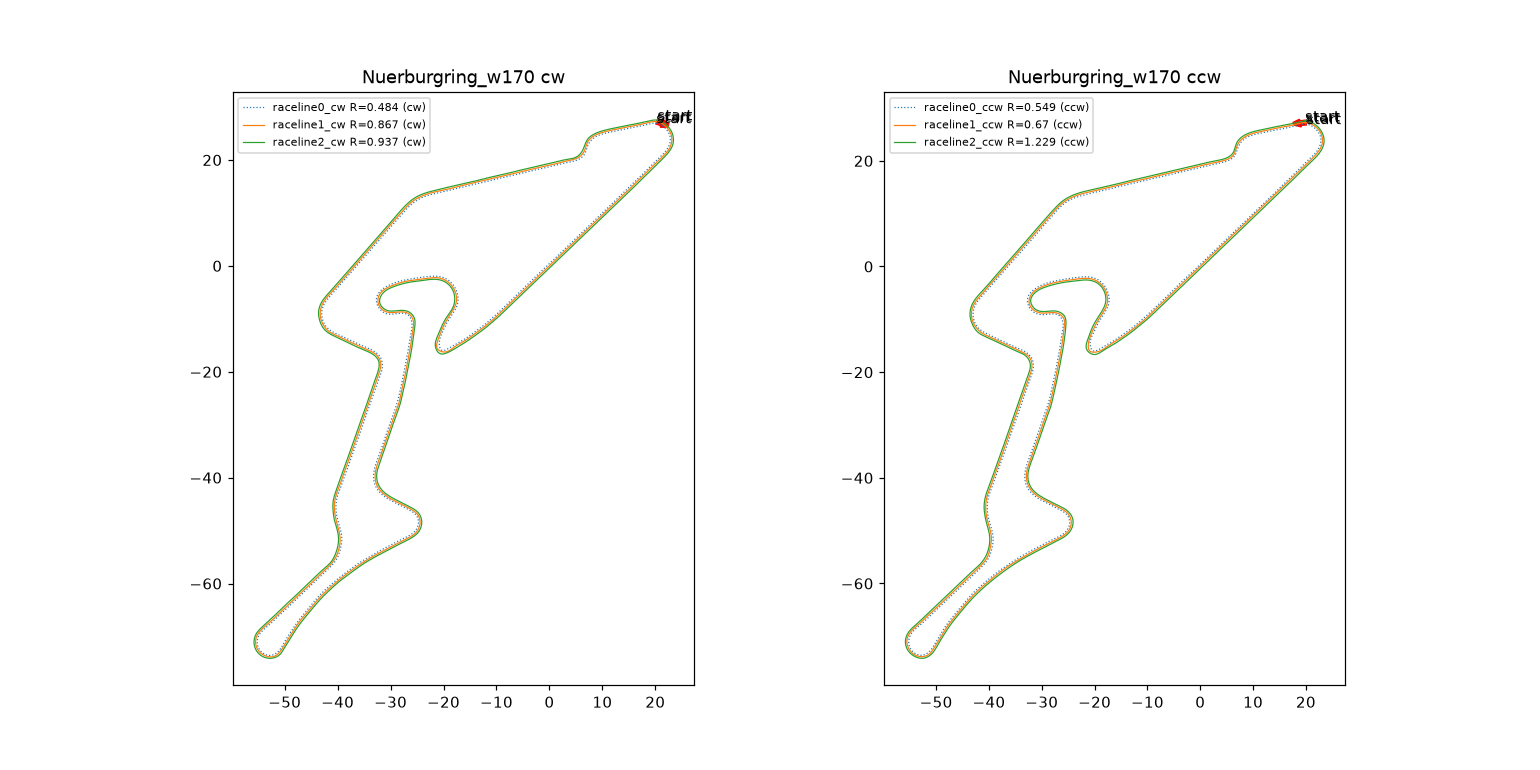 Nuerburgring_w170 cw
raceline0_cw R=0.484 (cw)
raceline1_cw R=0.867 (cw)
raceline2_cw R=0.937 (cw)
start
start
20
0
−20
−40
−60
−50
−40
−30
−20
−10
0
10
20
Nuerburgring_w170 ccw
raceline0_ccw R=0.549 (ccw)
raceline1_ccw R=0.67 (ccw)
raceline2_ccw R=1.229 (ccw)
start
start
20
0
−20
−40
−60
−50
−40
−30
−20
−10
0
10
20